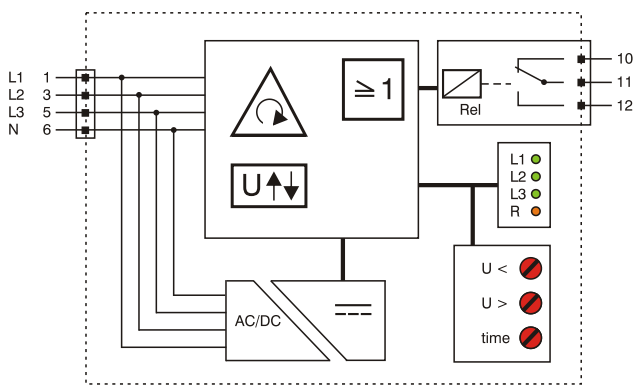 L1 1
L2 3
L3 5
N 6
≥1
U
Rel
10
11
12
L1
L2
L3
R
AC/DC
U <
U >
time